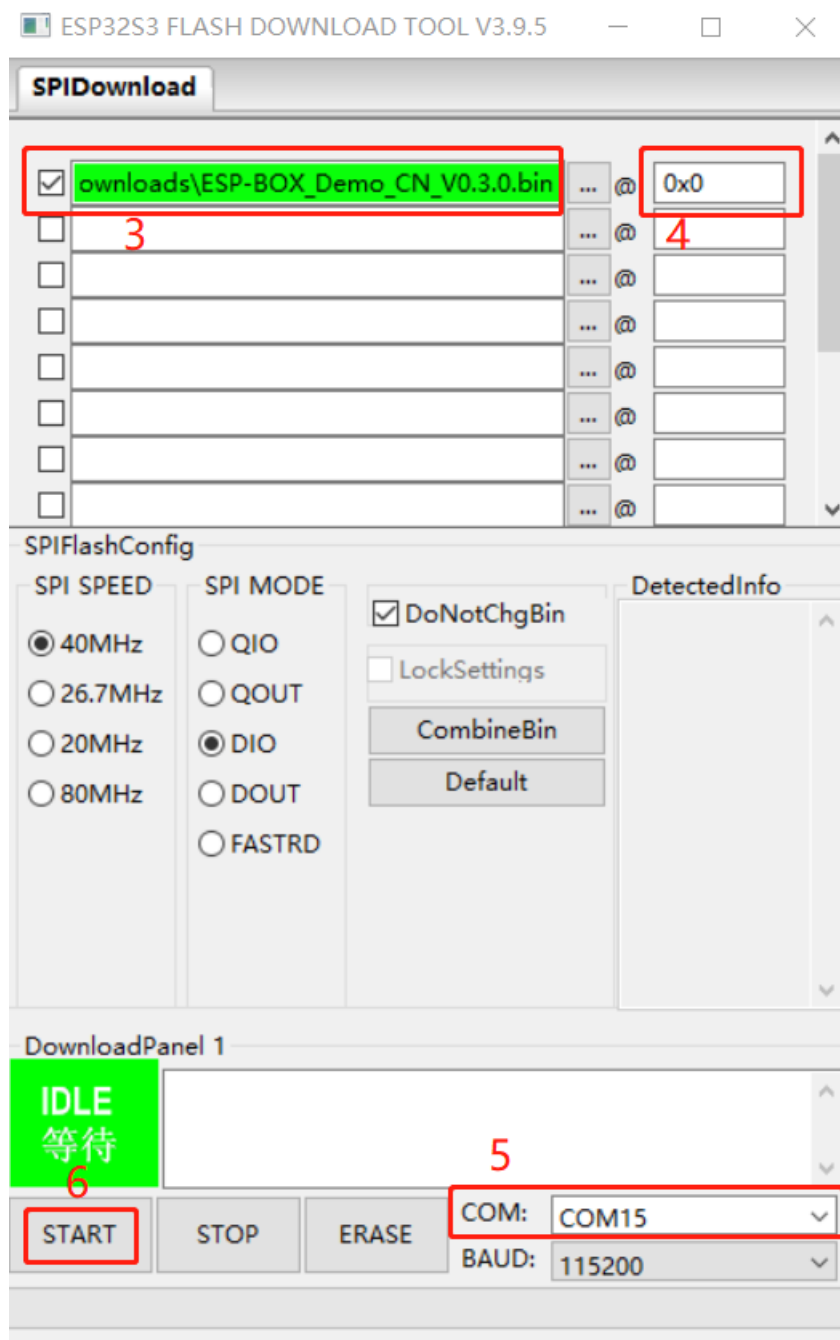 ESP32S3 FLASH DOWNLOAD TOOL V3.9.5
SPIDownload
ownloads\ESP-BOX_Demo_CN_V0.3.0.bin ... @ 0x0
3 4
... @
... @
... @
... @
... @
... @
... @
SPIFlashConfig
SPI SPEED
40MHz
26.7MHz
20MHz
80MHz
SPI MODE
QIO
QOUT
DIO
DOUT
FASTRD
DoNotChgBin
LockSettings
CombineBin
Default
DetectedInfo
DownloadPanel 1
IDLE
等待
6
5
START STOP ERASE
COM: COM15
BAUD: 115200